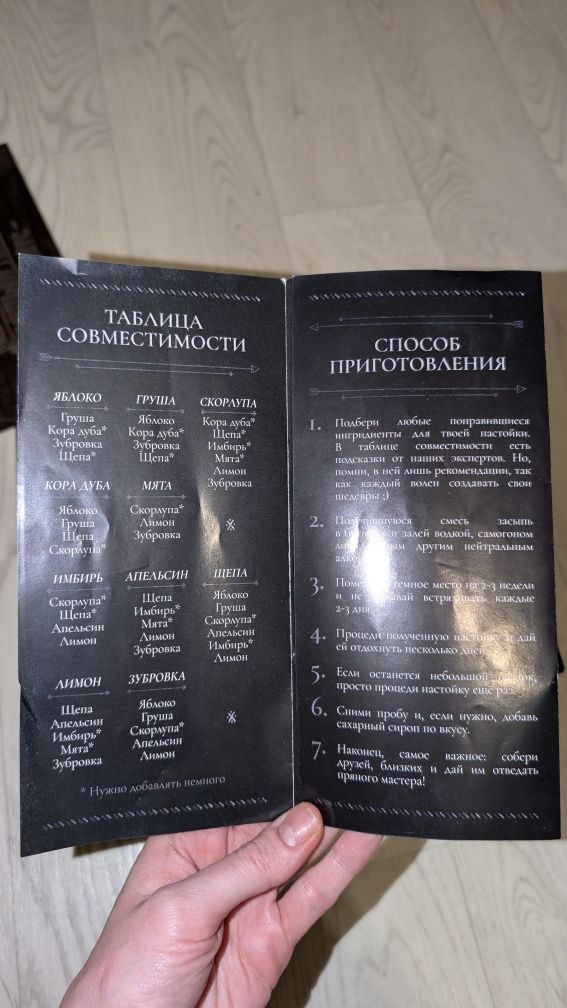 ТАБЛИЦА
СОВМЕСТИМОСТИ
ЯБЛОКО
Груша
Кора дуба*
Зубровка
Щепа*
ГРУША
Яблоко
Кора дуба*
Зубровка
Щепа*
СКОРЛУПА
Кора дуба*
Щепа*
Имбирь*
Мята*
Лимон
Зубровка
КОРА ДУБА
Яблоко
Груша
Щепа
Скорлупа*
МЯТА
Скорлупа*
Лимон
Зубровка
ИМБИРЬ
Скорлупа*
Щепа*
Апельсин
Лимон
АПЕЛЬСИН
Щепа
Имбирь*
Мята*
Лимон
Зубровка
ЩЕПА
Яблоко
Груша
Скорлупа*
Апельсин
Имбирь*
Лимон
ЛИМОН
Щепа
Апельсин
Имбирь*
Мята*
Зубровка
ЗУБРОВКА
Яблоко
Груша
Скорлупа*
Апельсин
Лимон
* Нужно добавлять немного
СПОСОБ
ПРИГОТОВЛЕНИЯ
1. Подбери любые понравившиеся
ингридиенты для твоей настойки.
В таблице совместимости есть
подсказки от наших экспертов. Но,
помни, в ней лишь рекомендации, так
как каждый волен создавать свои
шедевры ;)
2. Получившуюся смесь засыпь
в и залей водкой, самогоном
другим нейтральным
3. темное место на 2-3 недели
и не встряхивать каждые
2-3 дня
4. Процеди полученную настойку и дай
ей отдохнуть несколько дней
5. Если останется небольшой осадок,
просто процеди настойку еще раз.
6. Сними пробу и, если нужно, добавь
сахарный сироп по вкусу.
7. Наконец, самое важное: собери
друзей, близких и дай им отведать
пряного мастера!